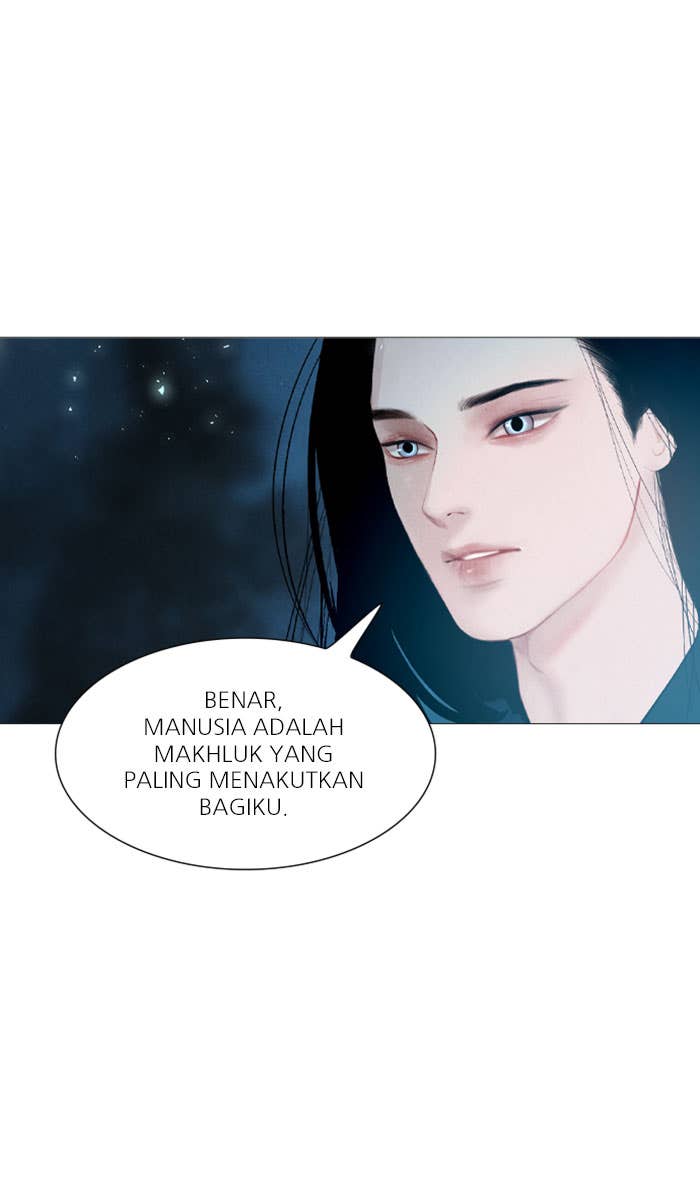 BENAR,
MANUSIA ADALAH
MAKHLUK YANG
PALING MENAKUTKAN
BAGIKU.